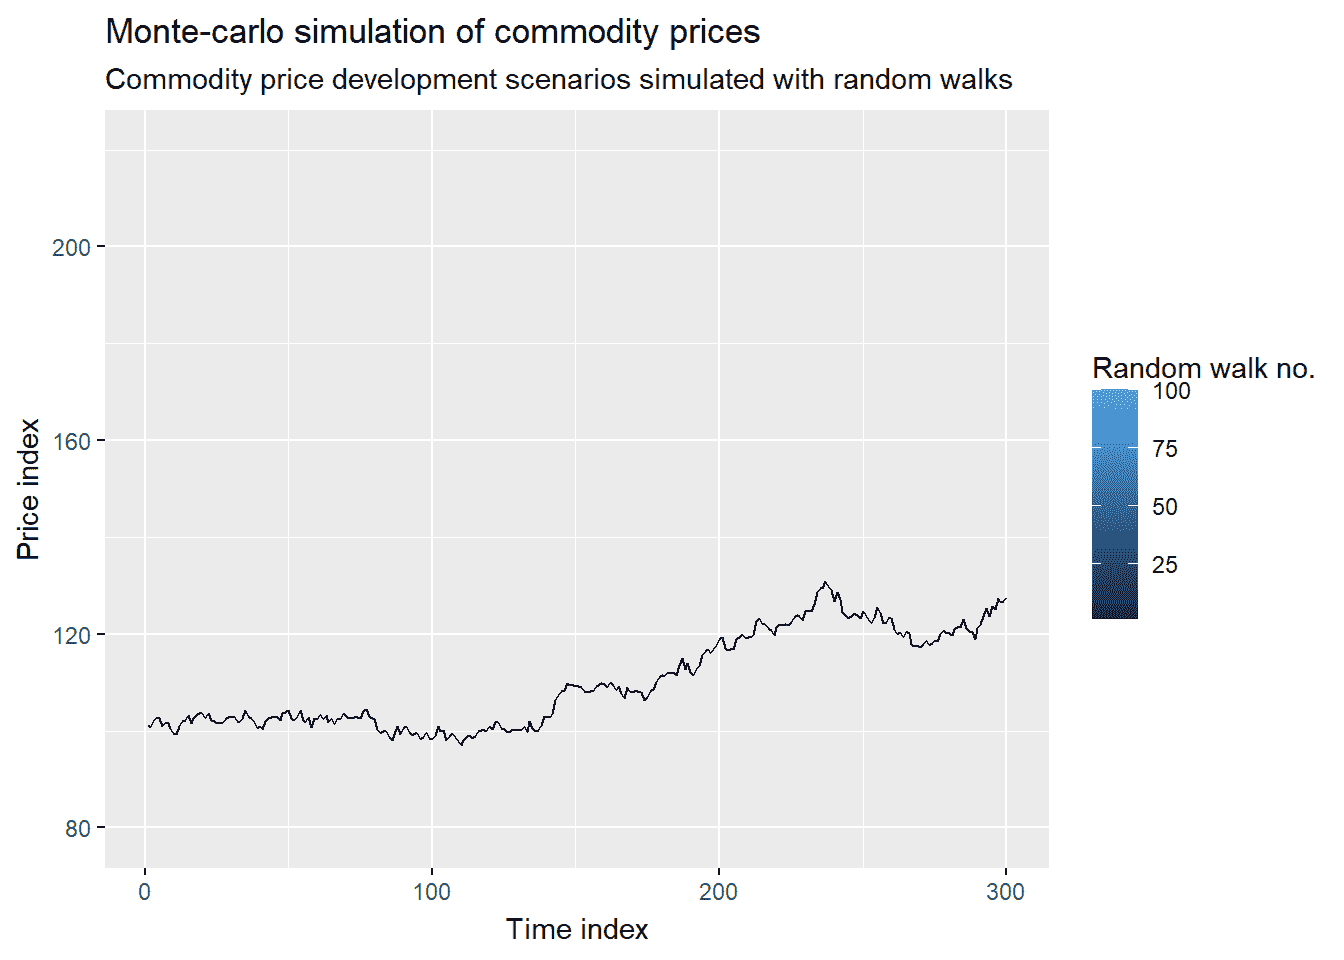 Monte-carlo simulation of commodity prices
Commodity price development scenarios simulated with random walks
Price index
200
160
120
80
0
100
200
300
Time index
Random walk no.
100
75
50
25